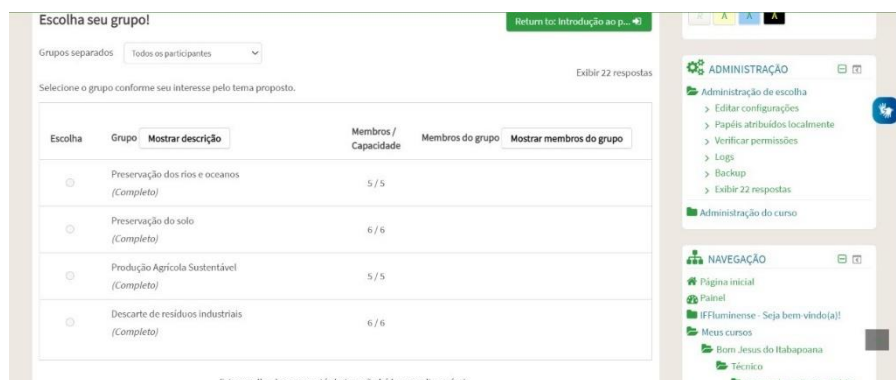 Escolha seu grupo!
Return to: Introdução ao p...
Grupos separados Todos os participantes
Exibir 22 respostas
Selecione o grupo conforme seu interesse pelo tema proposto.
Escolha Grupo Mostrar descrição Membros / Capacidade Membros do grupo Mostrar membros do grupo
Preservação dos rios e oceanos
(Completo)
5 / 5
Preservação do solo
(Completo)
6 / 6
Produção Agrícola Sustentável
(Completo)
5 / 5
Descarte de resíduos industriais
(Completo)
6 / 6
A A A A
ADMINISTRAÇÃO
Administração de escolha
Editar configurações
Papéis atribuídos localmente
Verificar permissões
Logs
Backup
Exibir 22 respostas
Administração do curso
NAVEGAÇÃO
Página inicial
Painel
IFFluminense - Seja bem-vindo(a)!
Meus cursos
Bom Jesus do Itabapoana
Técnico